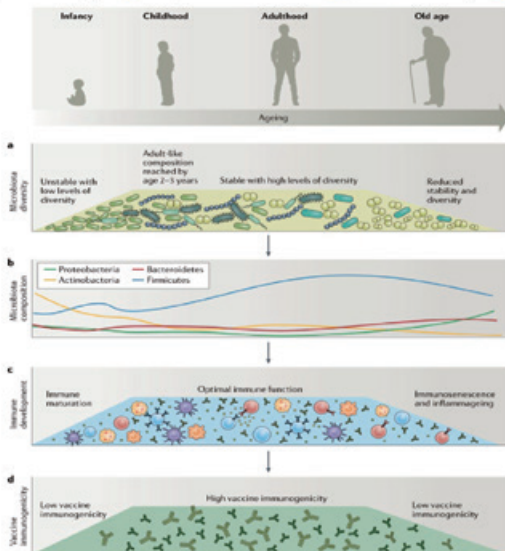 Infancy
Childhood
Adulthood
Old age
Ageing
a
Microbiota
diversity
Unstable with
low levels of
diversity
Adult-like
composition
reached by
age 2–5 years
Stable with high levels of diversity
Reduced
stability and
diversity
b
Microbiota
composition
Proteobacteria
Bacteroidetes
Actinobacteria
Firmicutes
c
Immune
development
Immune
maturation
Optimal immune function
Immunosenescence
and inflammageing
d
Vaccine
immunogenicity
Low vaccine
immunogenicity
High vaccine immunogenicity
Low vaccine
immunogenicity